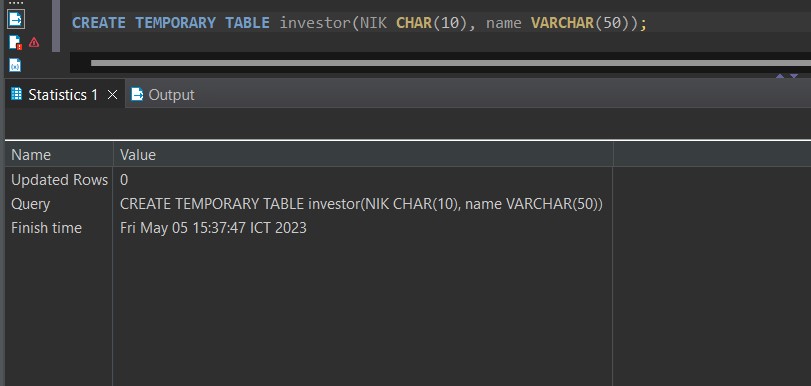 CREATE TEMPORARY TABLE investor(NIK CHAR(10), name VARCHAR(50));
Statistics 1 Output
Name Value
Updated Rows 0
Query CREATE TEMPORARY TABLE investor(NIK CHAR(10), name VARCHAR(50))
Finish time Fri May 05 15:37:47 ICT 2023